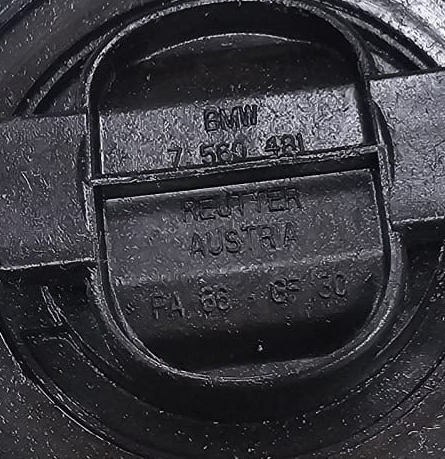 BMW
7 560 481
REUTTER
AUSTRIA
PA 66 - GF 30